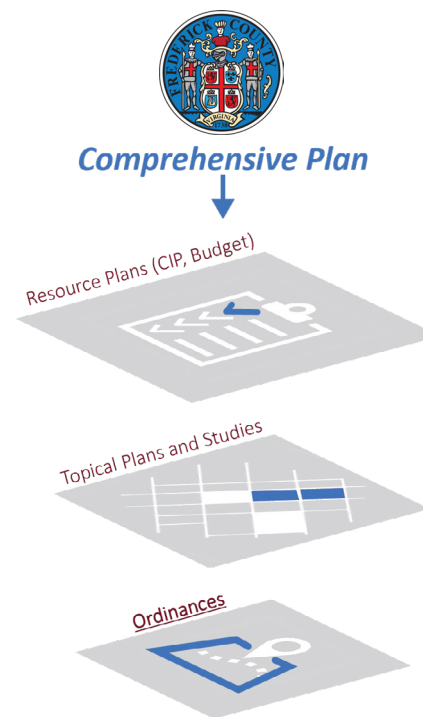 FREDERICK COUNTY
VIRGINIA
Comprehensive Plan
Resource Plans (CIP, Budget)
Topical Plans and Studies
Ordinances